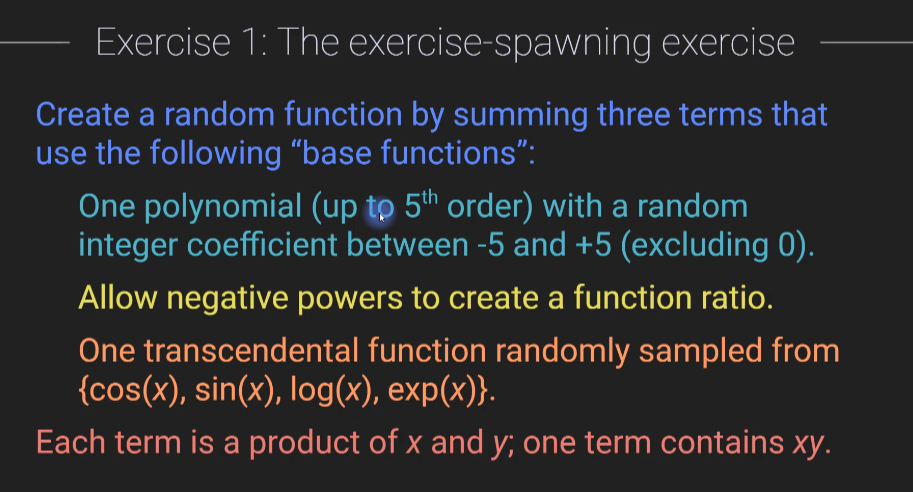 Exercise 1: The exercise-spawning exercise
Create a random function by summing three terms that
use the following “base functions”:
One polynomial (up to 5th order) with a random
integer coefficient between -5 and +5 (excluding 0).
Allow negative powers to create a function ratio.
One transcendental function randomly sampled from
{cos(x), sin(x), log(x), exp(x)}.
Each term is a product of x and y; one term contains xy.